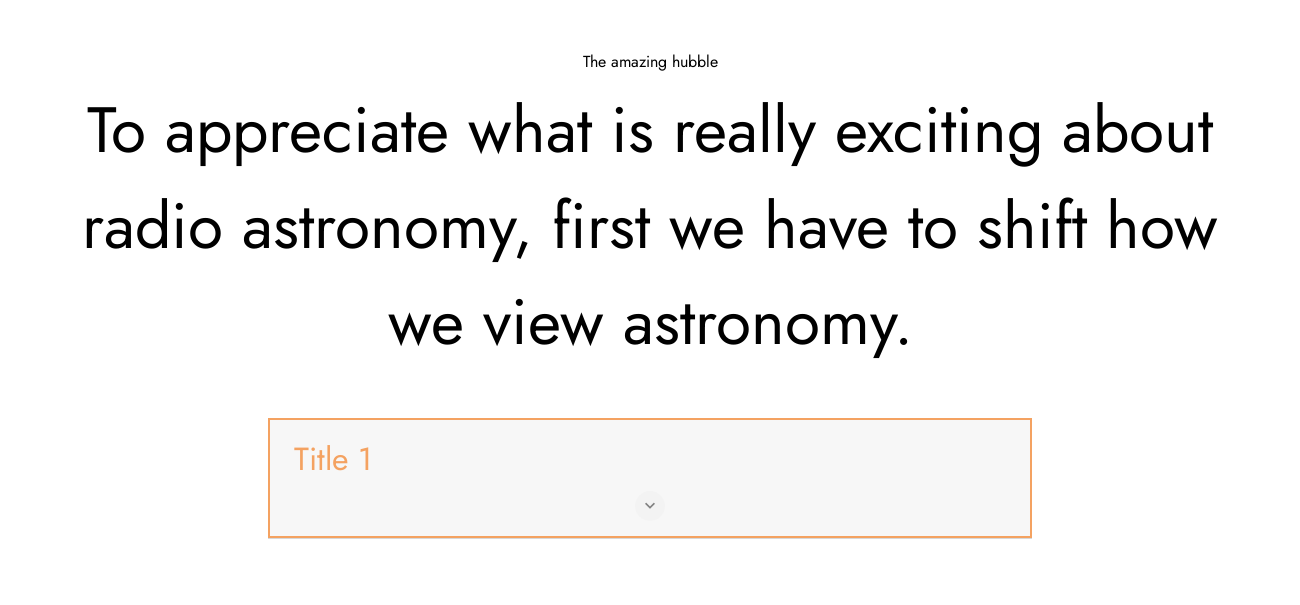 The amazing hubble
To appreciate what is really exciting about
radio astronomy, first we have to shift how
we view astronomy.
Title 1